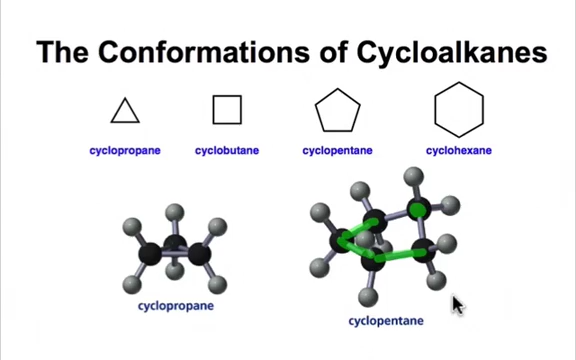 The Conformations of Cycloalkanes
cyclopropane cyclobutane cyclopentane cyclohexane
cyclopropane
cyclopentane